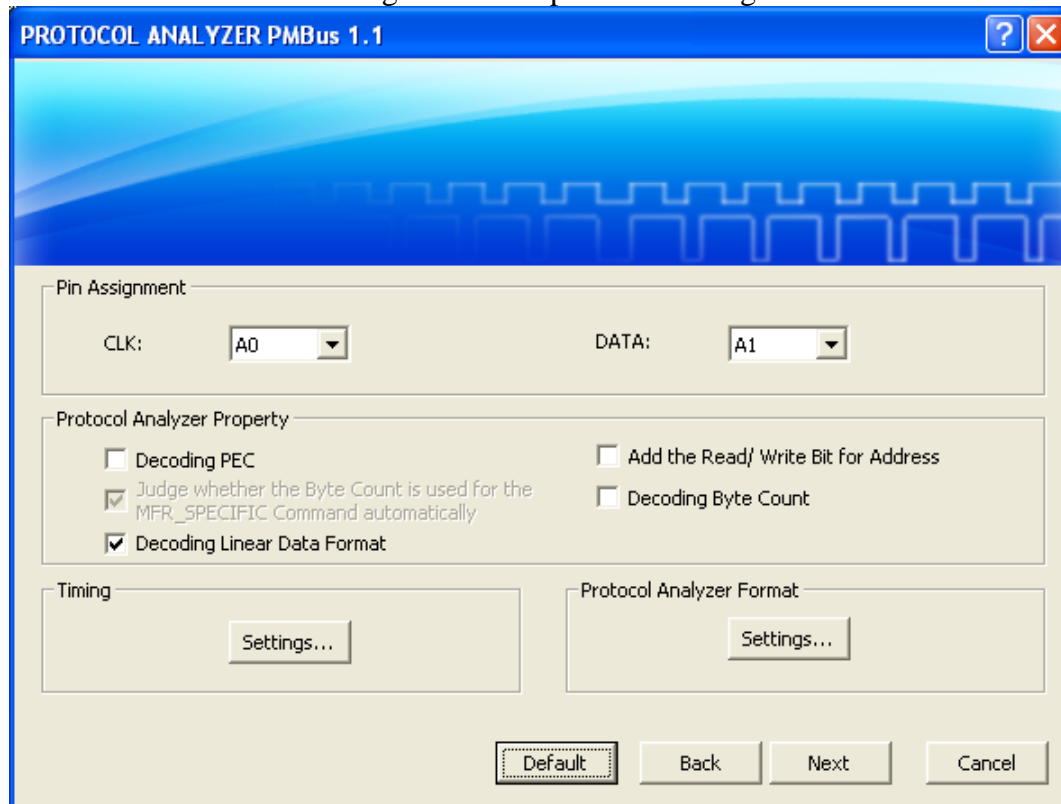 PROTOCOL ANALYZER PMBus 1.1
Pin Assignment
CLK: A0 DATA: A1
Protocol Analyzer Property
Decoding PEC
Add the Read/ Write Bit for Address
Judge whether the Byte Count is used for the
MFR_SPECIFIC Command automatically
Decoding Byte Count
Decoding Linear Data Format
Timing
Settings...
Protocol Analyzer Format
Settings...
Default Back Next Cancel